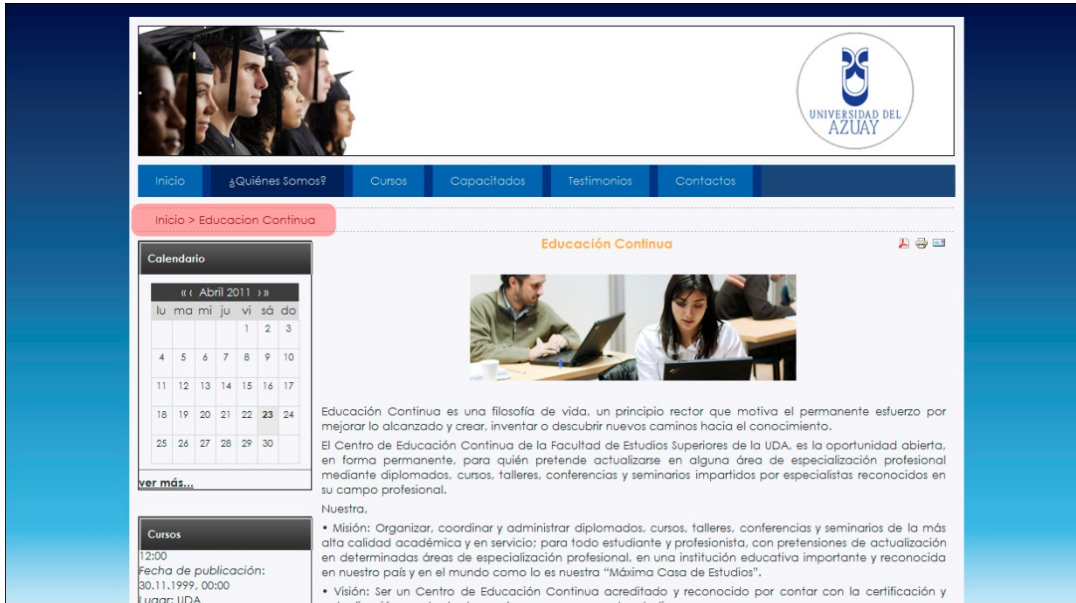 UNIVERSIDAD DEL
AZUAY
Inicio ¿Quiénes Somos? Cursos Capacitados Testimonios Contactos
Inicio > Educacion Continua
Calendario
« ‹ Abril 2011 › »
lu ma mi ju vi sá do
1 2 3
4 5 6 7 8 9 10
11 12 13 14 15 16 17
18 19 20 21 22 23 24
25 26 27 28 29 30
ver más...
Cursos
12:00
Fecha de publicación:
30.11.1999, 00:00
Lugar: UDA
Educación Continua
Educación Continua es una filosofía de vida, un principio rector que motiva el permanente esfuerzo por
mejorar lo alcanzado y crear, inventar o descubrir nuevos caminos hacia el conocimiento.
El Centro de Educación Continua de la Facultad de Estudios Superiores de la UDA, es la oportunidad abierta,
en forma permanente, para quién pretende actualizarse en alguna área de especialización profesional
mediante diplomados, cursos, talleres, conferencias y seminarios impartidos por especialistas reconocidos en
su campo profesional.
Nuestra,
• Misión: Organizar, coordinar y administrar diplomados, cursos, talleres, conferencias y seminarios de la más
alta calidad académica y en servicio; para todo estudiante y profesionista, con pretensiones de actualización
en determinadas áreas de especialización profesional, en una institución educativa importante y reconocida
en nuestro país y en el mundo como lo es nuestra “Máxima Casa de Estudios”.
• Visión: Ser un Centro de Educación Continua acreditado y reconocido por contar con la certificación y